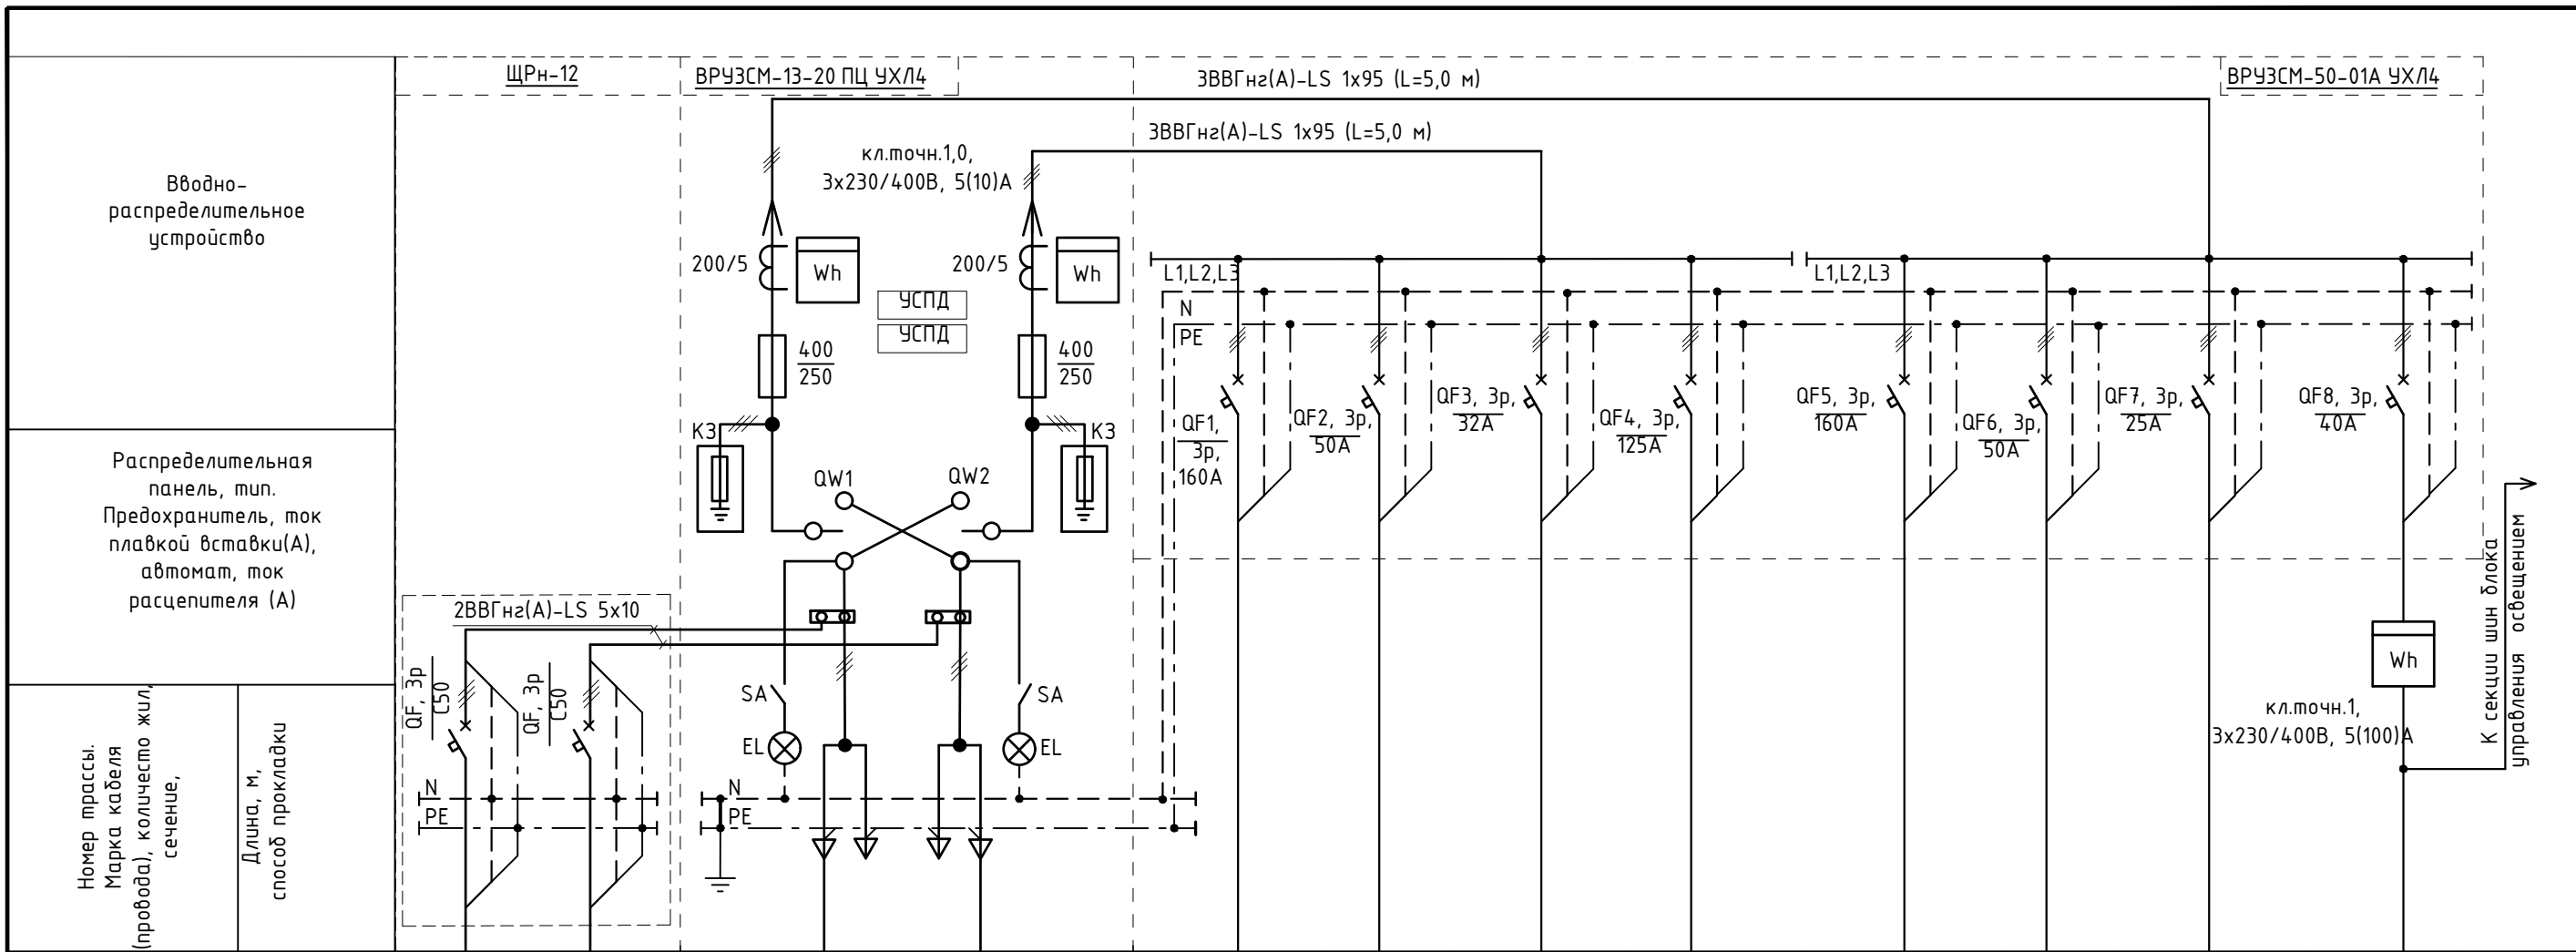 Вводно-
распределительное
устройство
Распределительная
панель, тип.
Предохранитель, ток
плавкой вставки(А),
автомат, ток
расцепителя (А)
Номер трассы.
Марка кабеля
(провода), количесто жил,
сечение,
Длина, м,
способ прокладки
ЩРн-12
2ВВГнг(А)-LS 5х10
QF, 3р
С50
QF, 3р
С50
N
PE
ВРУЗСМ-13-20 ПЦ УХЛ4
кл.точн.1,0,
3х230/400В, 5(10)А
200/5
Wh
200/5
Wh
УСПД
УСПД
400
250
400
250
КЗ
КЗ
QW1
QW2
SA
SA
EL
EL
N
PE
3ВВГнг(А)-LS 1х95 (L=5,0 м)
3ВВГнг(А)-LS 1х95 (L=5,0 м)
ВРУЗСМ-50-01А УХЛ4
L1,L2,L3
L1,L2,L3
N
PE
QF1,
3р,
160А
QF2, 3р,
50А
QF3, 3р,
32А
QF4, 3р,
125А
QF5, 3р,
160А
QF6, 3р,
50А
QF7, 3р,
25А
QF8, 3р,
40А
Wh
кл.точн.1,
3х230/400В, 5(100)А
К секции шин блока
управления освещением